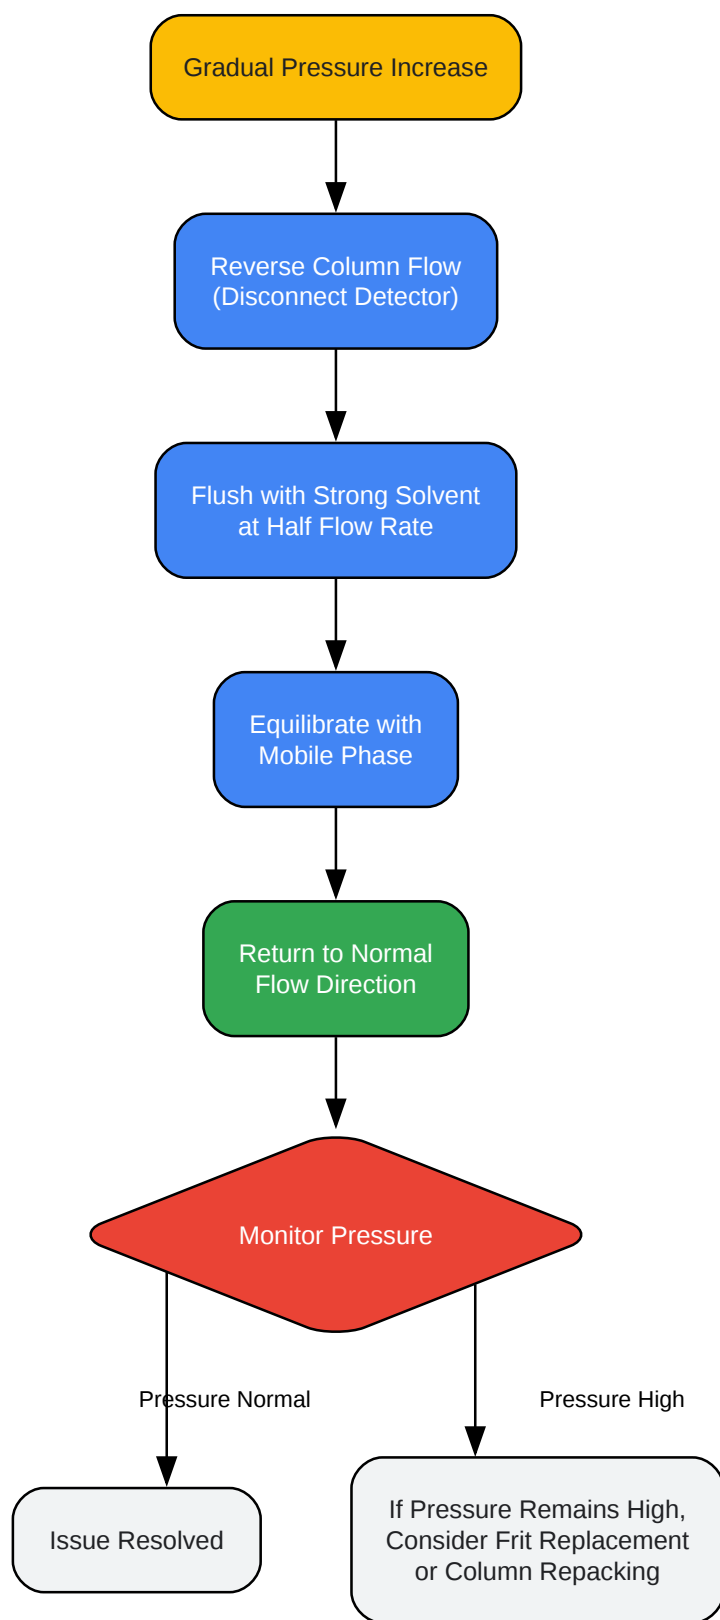 Gradual Pressure Increase
Reverse Column Flow
(Disconnect Detector)
Flush with Strong Solvent
at Half Flow Rate
Equilibrate with
Mobile Phase
Return to Normal
Flow Direction
Monitor Pressure
Pressure Normal
Pressure High
Issue Resolved
If Pressure Remains High,
Consider Frit Replacement
or Column Repacking